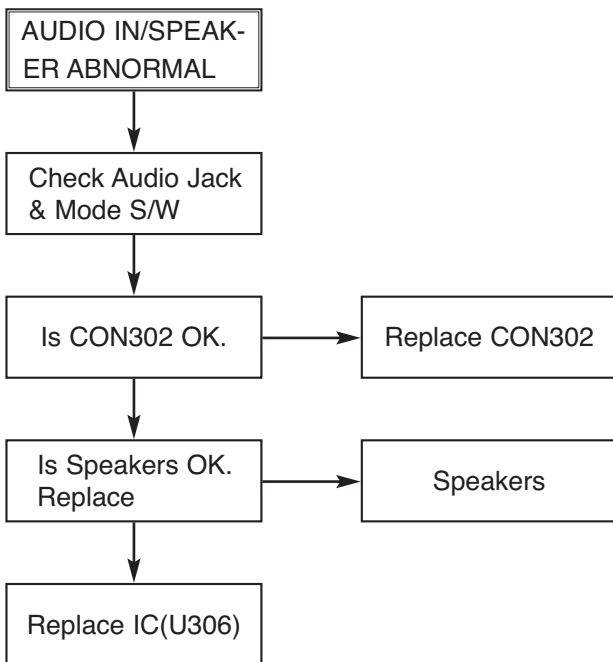 AUDIO IN/SPEAK-
ER ABNORMAL
Check Audio Jack
& Mode S/W
Is CON302 OK.
Replace CON302
Is Speakers OK.
Replace
Speakers
Replace IC(U306)